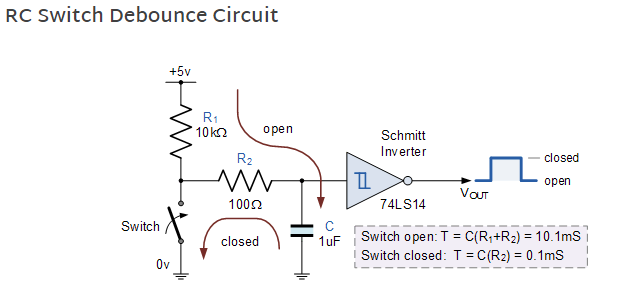 RC Switch Debounce Circuit
+5v
R₁
10kΩ
open
R₂
100Ω
Schmitt
Inverter
74LS14
closed
open
VOUT
Switch
closed
C
1uF
0v
Switch open: T = C(R₁+R₂) = 10.1mS
Switch closed: T = C(R₂) = 0.1mS